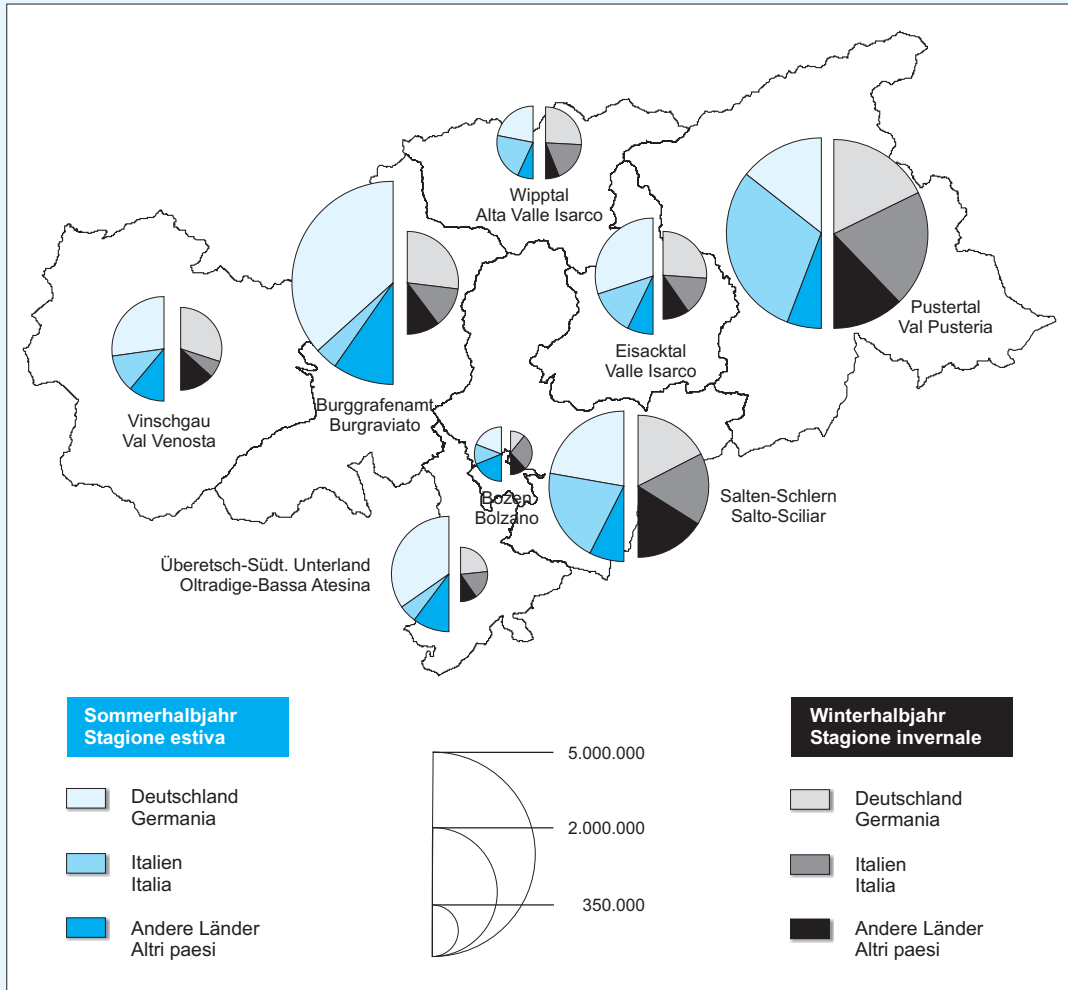 Wipptal
Alta Valle Isarco
Pustertal
Val Pusteria
Eisacktal
Valle Isarco
Burggrafenamt
Burgraviato
Vinschgau
Val Venosta
Bozen
Bolzano
Salten-Schlern
Salto-Sciliar
Überetsch-Südt. Unterland
Oltradige-Bassa Atesina
Sommerhalbjahr
Stagione estiva
Deutschland
Germania
Italien
Italia
Andere Länder
Altri paesi
5.000.000
2.000.000
350.000
Winterhalbjahr
Stagione invernale
Deutschland
Germania
Italien
Italia
Andere Länder
Altri paesi